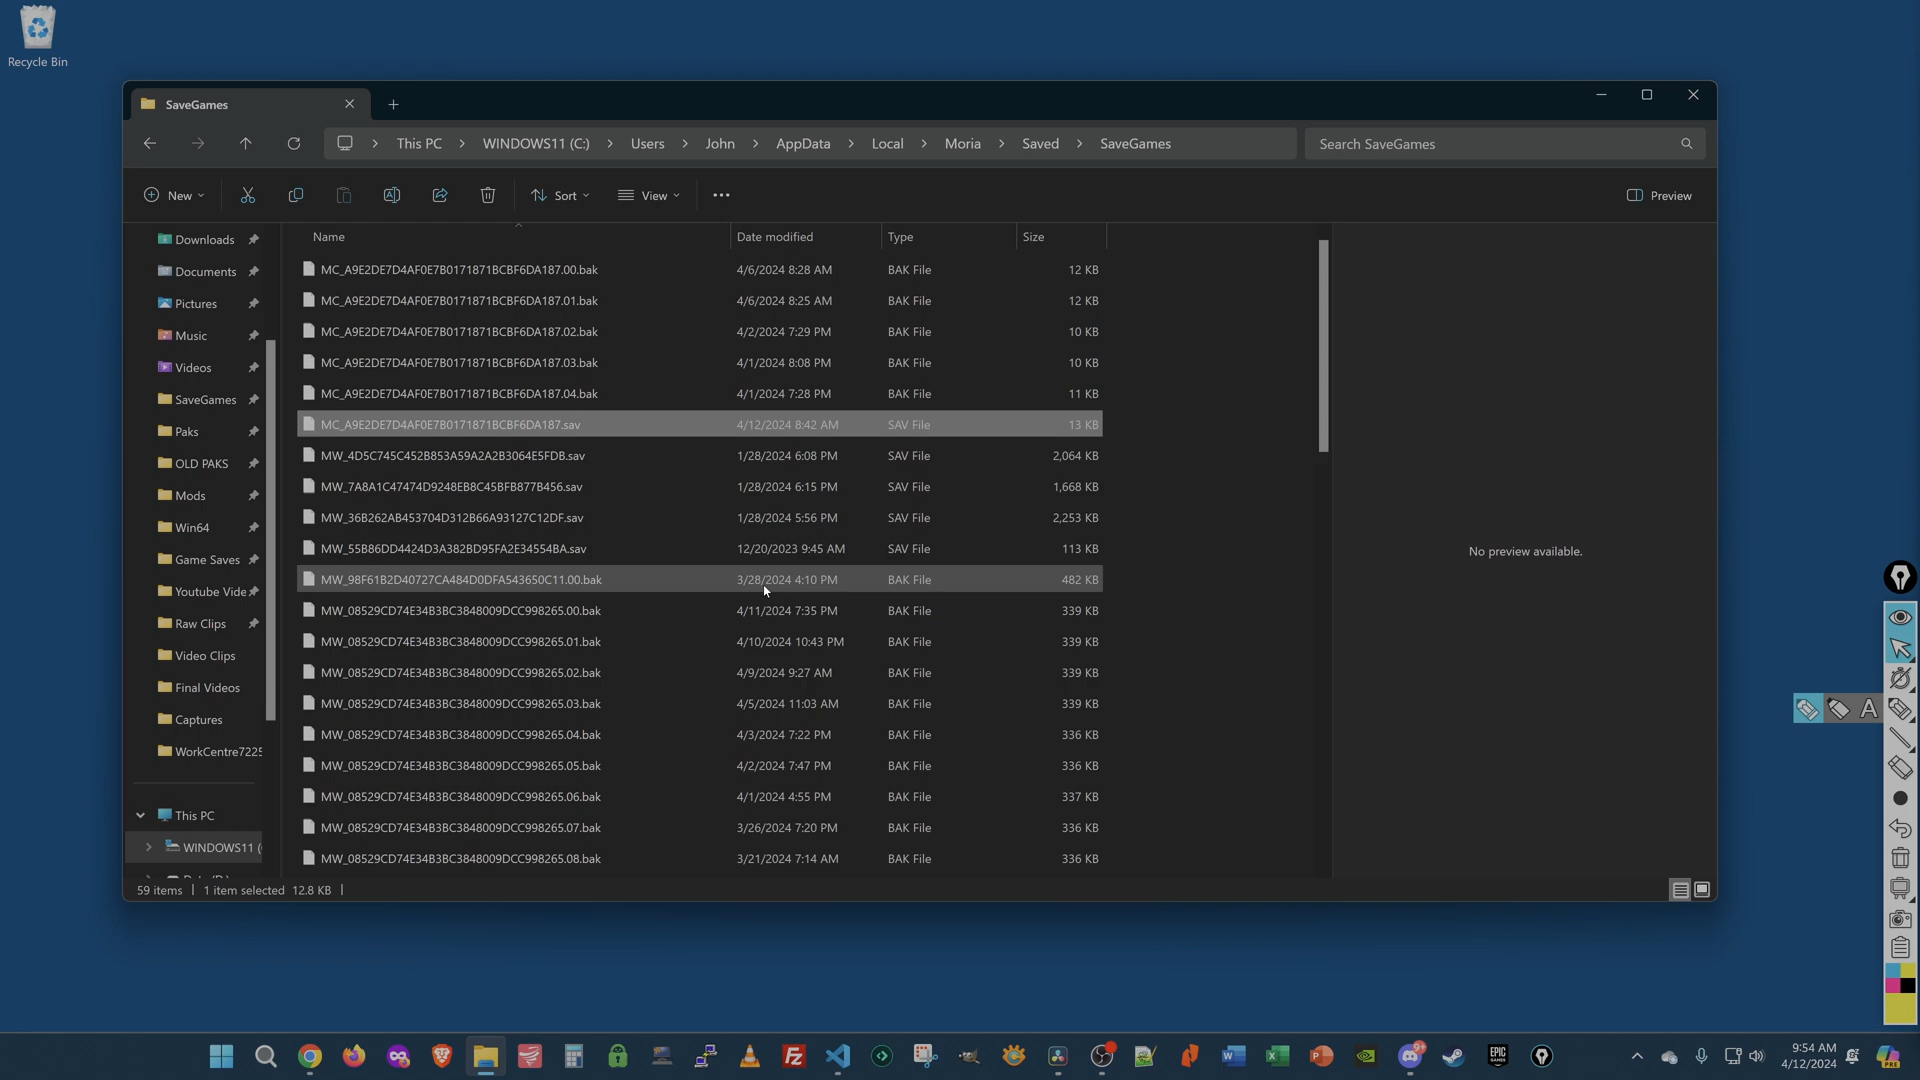 Recycle Bin
SaveGames
This PC > WINDOWS11 (C:) > Users > John > AppData > Local > Moria > Saved > SaveGames
Search SaveGames
New
Sort
View
Preview
Downloads
Documents
Pictures
Music
Videos
SaveGames
Paks
OLD PAKS
Mods
Win64
Game Saves
Youtube Vide
Raw Clips
Video Clips
Final Videos
Captures
WorkCentre7225
This PC
WINDOWS11 (
Name Date modified Type Size
MC_A9E2DE7D4AF0E7B0171871BCBF6DA187.00.bak 4/6/2024 8:28 AM BAK File 12 KB
MC_A9E2DE7D4AF0E7B0171871BCBF6DA187.01.bak 4/6/2024 8:25 AM BAK File 12 KB
MC_A9E2DE7D4AF0E7B0171871BCBF6DA187.02.bak 4/2/2024 7:29 PM BAK File 10 KB
MC_A9E2DE7D4AF0E7B0171871BCBF6DA187.03.bak 4/1/2024 8:08 PM BAK File 10 KB
MC_A9E2DE7D4AF0E7B0171871BCBF6DA187.04.bak 4/1/2024 7:28 PM BAK File 11 KB
MC_A9E2DE7D4AF0E7B0171871BCBF6DA187.sav 4/12/2024 8:42 AM SAV File 13 KB
MW_4D5C745C452B853A59A2A2B3064E5FDB.sav 1/28/2024 6:08 PM SAV File 2,064 KB
MW_7A8A1C47474D9248EB8C45BFB877B456.sav 1/28/2024 6:15 PM SAV File 1,668 KB
MW_36B262AB453704D312B66A93127C12DF.sav 1/28/2024 5:56 PM SAV File 2,253 KB
MW_55B86DD4424D3A382BD95FA2E34554BA.sav 12/20/2023 9:45 AM SAV File 113 KB
MW_98F61B2D40727CA484D0DFA543650C11.00.bak 3/28/2024 4:10 PM BAK File 482 KB
MW_08529CD74E34B3BC3848009DCC998265.00.bak 4/11/2024 7:35 PM BAK File 339 KB
MW_08529CD74E34B3BC3848009DCC998265.01.bak 4/10/2024 10:43 PM BAK File 339 KB
MW_08529CD74E34B3BC3848009DCC998265.02.bak 4/9/2024 9:27 AM BAK File 339 KB
MW_08529CD74E34B3BC3848009DCC998265.03.bak 4/5/2024 11:03 AM BAK File 339 KB
MW_08529CD74E34B3BC3848009DCC998265.04.bak 4/3/2024 7:22 PM BAK File 336 KB
MW_08529CD74E34B3BC3848009DCC998265.05.bak 4/2/2024 7:47 PM BAK File 336 KB
MW_08529CD74E34B3BC3848009DCC998265.06.bak 4/1/2024 4:55 PM BAK File 337 KB
MW_08529CD74E34B3BC3848009DCC998265.07.bak 3/26/2024 7:20 PM BAK File 336 KB
MW_08529CD74E34B3BC3848009DCC998265.08.bak 3/21/2024 7:14 AM BAK File 336 KB
No preview available.
59 items | 1 item selected 12.8 KB |
A
9:54 AM
4/12/2024